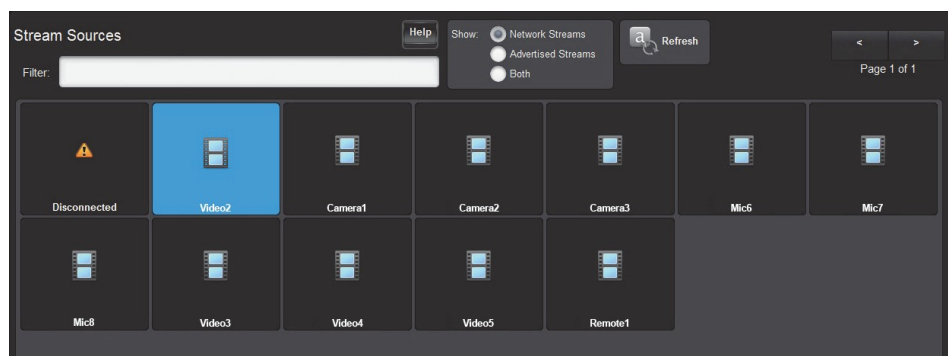 Stream Sources
Help
Show:
Network Streams
Advertised Streams
Both
a
Refresh
<
>
Filter:
Page 1 of 1
Disconnected
Video2
Camera1
Camera2
Camera3
Mic6
Mic7
Mic8
Video3
Video4
Video5
Remote1